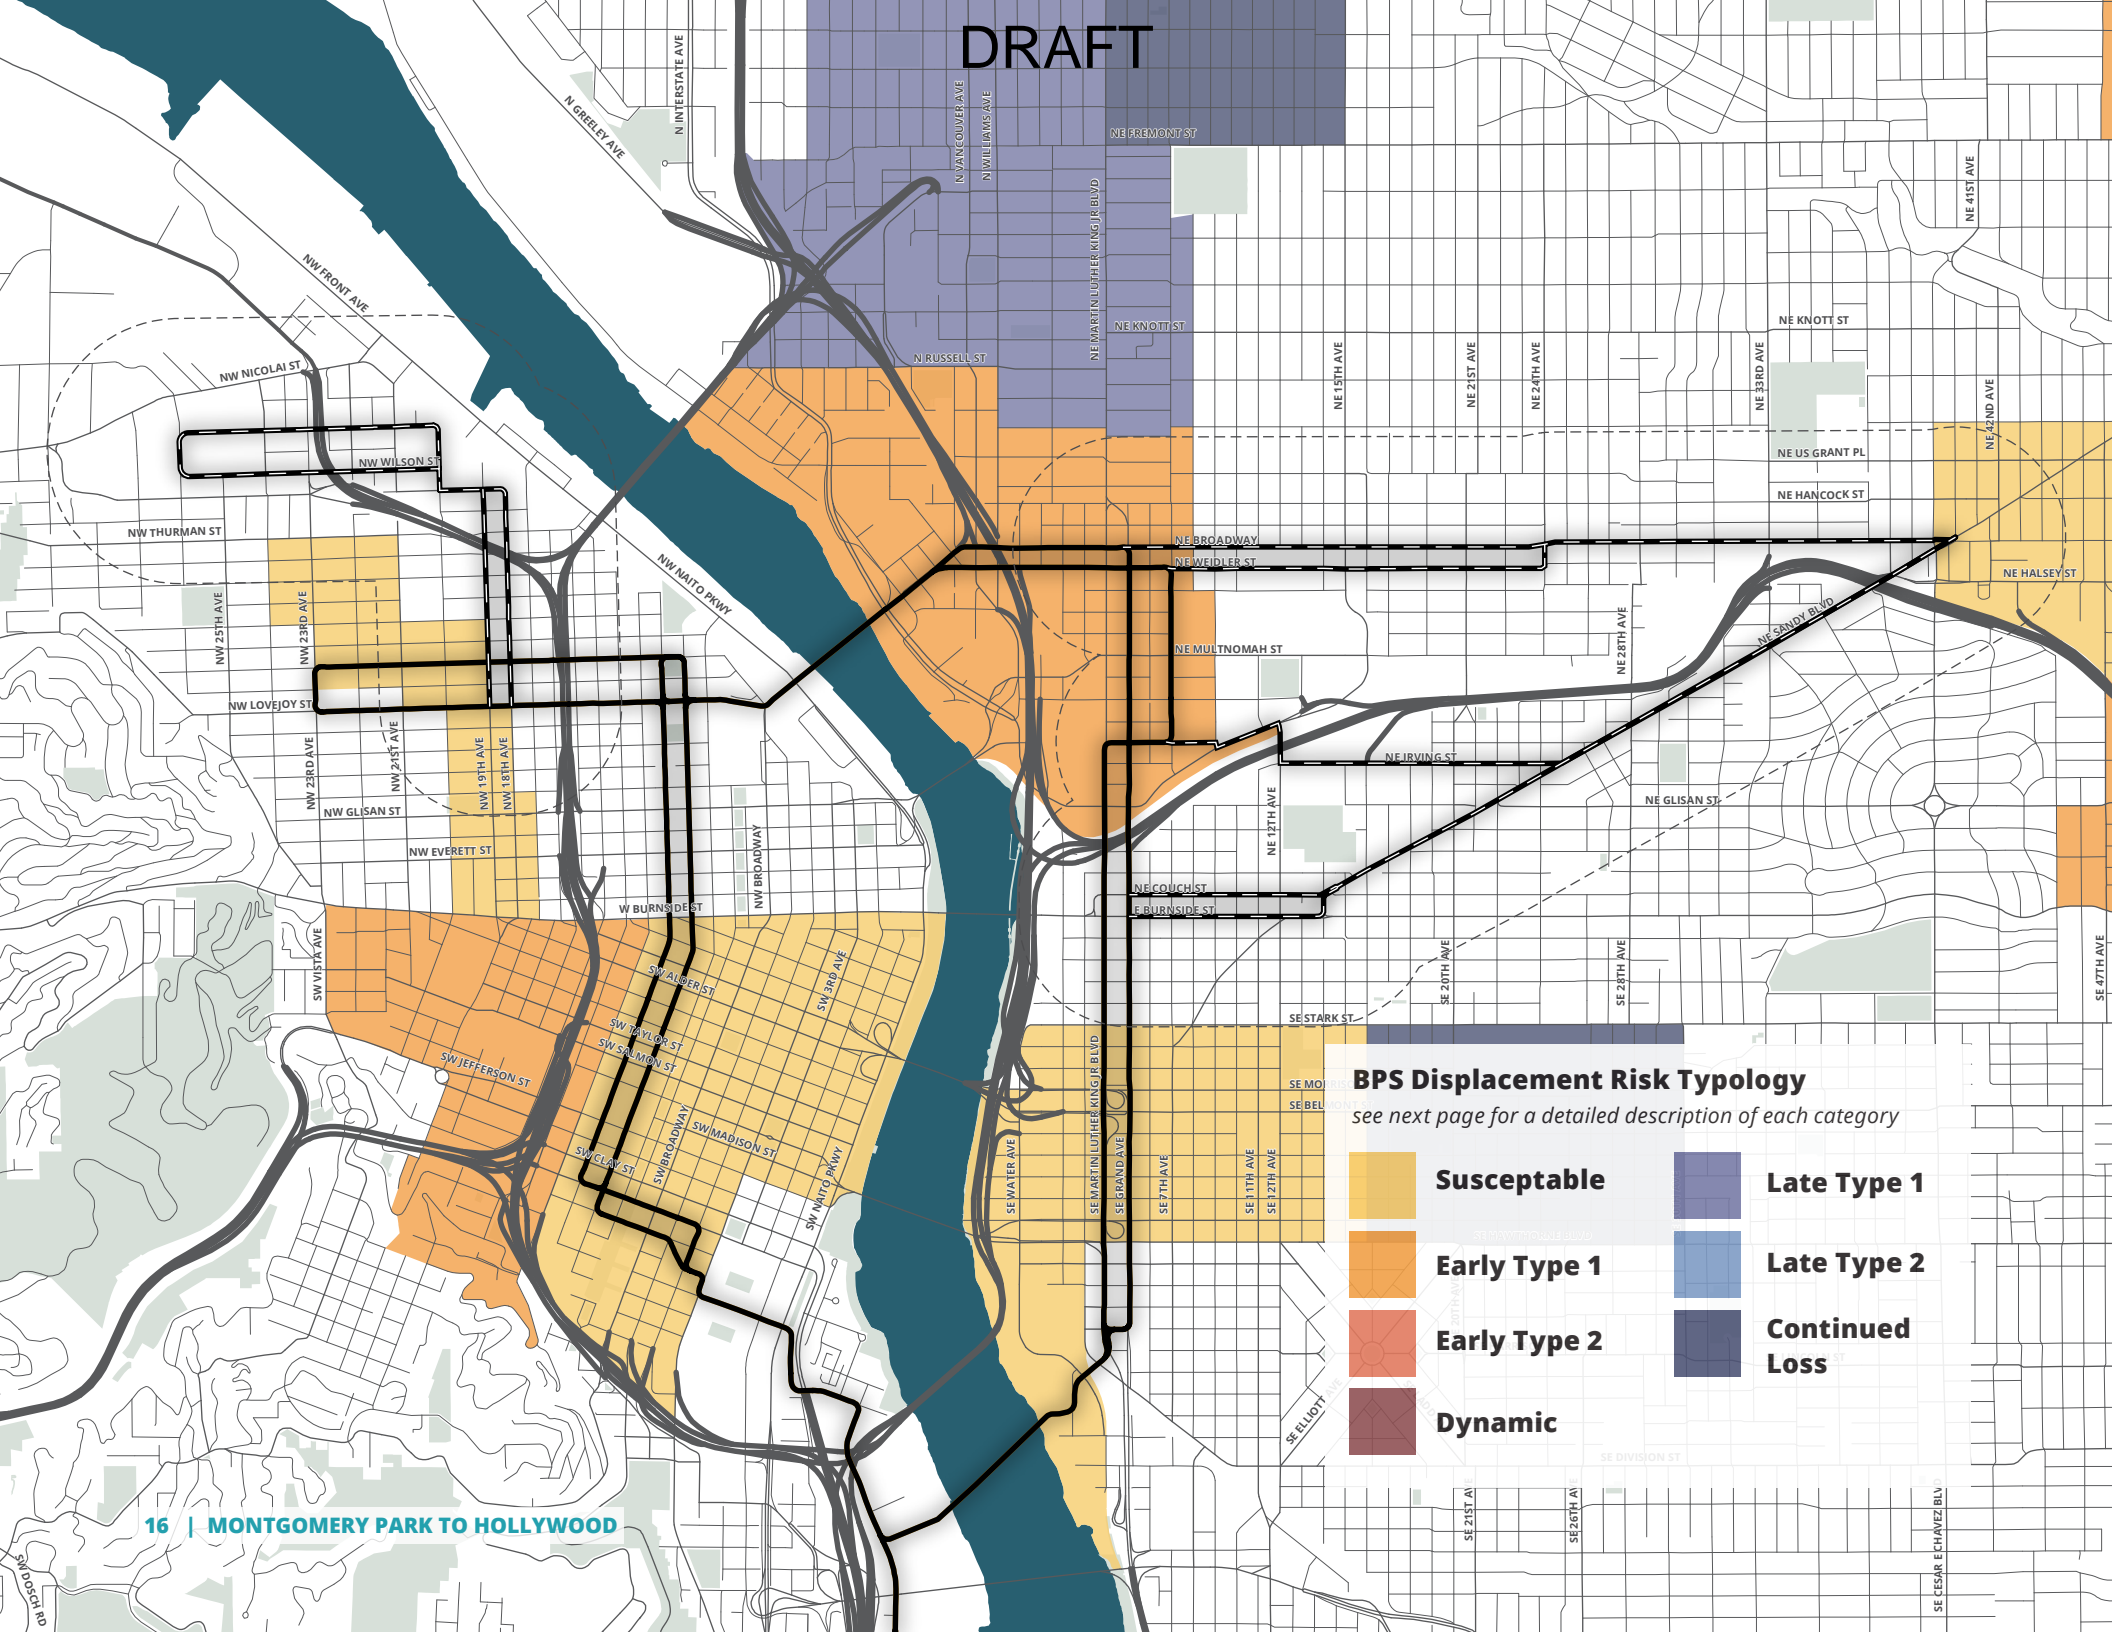 DRAFT
N INTERSTATE AVE
N GREELEY AVE
N VANCOUVER AVE
N WILLIAMS AVE
NE FREMONT ST
NE MARTIN LUTHER KING JR BLVD
NE 41ST AVE
NW FRONT AVE
NE KNOTT ST
NE KNOTT ST
N RUSSELL ST
NW NICOLAI ST
NE 15TH AVE
NE 21ST AVE
NE 24TH AVE
NE 33RD AVE
NE 42ND AVE
NW WILSON ST
NE US GRANT PL
NE HANCOCK ST
NW THURMAN ST
NE BROADWAY
NE WEIDLER ST
NW NAITO PKWY
NE HALSEY ST
NW 25TH AVE
NW 23RD AVE
NE 28TH AVE
NE SANDY BLVD
NE MULTNOMAH ST
NW LOVEJOY ST
NW 23RD AVE
NW 21ST AVE
NW 19TH AVE
NW 18TH AVE
NE IRVING ST
NE GLISAN ST
NW GLISAN ST
NE 12TH AVE
NW EVERETT ST
NW BROADWAY
NE COUCH ST
W BURNSIDE ST
E BURNSIDE ST
SW VISTA AVE
SW ALDER ST
SW 3RD AVE
SE 20TH AVE
SE 28TH AVE
SE 47TH AVE
SE STARK ST
SW TAYLOR ST
SW SALMON ST
SW JEFFERSON ST
SE MORRISO
SE BELMONT ST
SE MARTIN LUTHER KING JR BLVD
SW BROADWAY
SW MADISON ST
SW CLAY ST
SW NAITO PKWY
SE WATER AVE
SE GRAND AVE
SE 7TH AVE
SE 11TH AVE
SE 12TH AVE
BPS Displacement Risk Typology
see next page for a detailed description of each category
Susceptable
Late Type 1
SE HAWTHORNE BLVD
Early Type 1
Late Type 2
Early Type 2
Continued
Loss
Dynamic
SE ELLIOTT AVE
SE DIVISION ST
SE 21ST AVE
SE 26TH AVE
SE CESAR E CHAVEZ BLVD
16 | MONTGOMERY PARK TO HOLLYWOOD
SW DOSCH RD